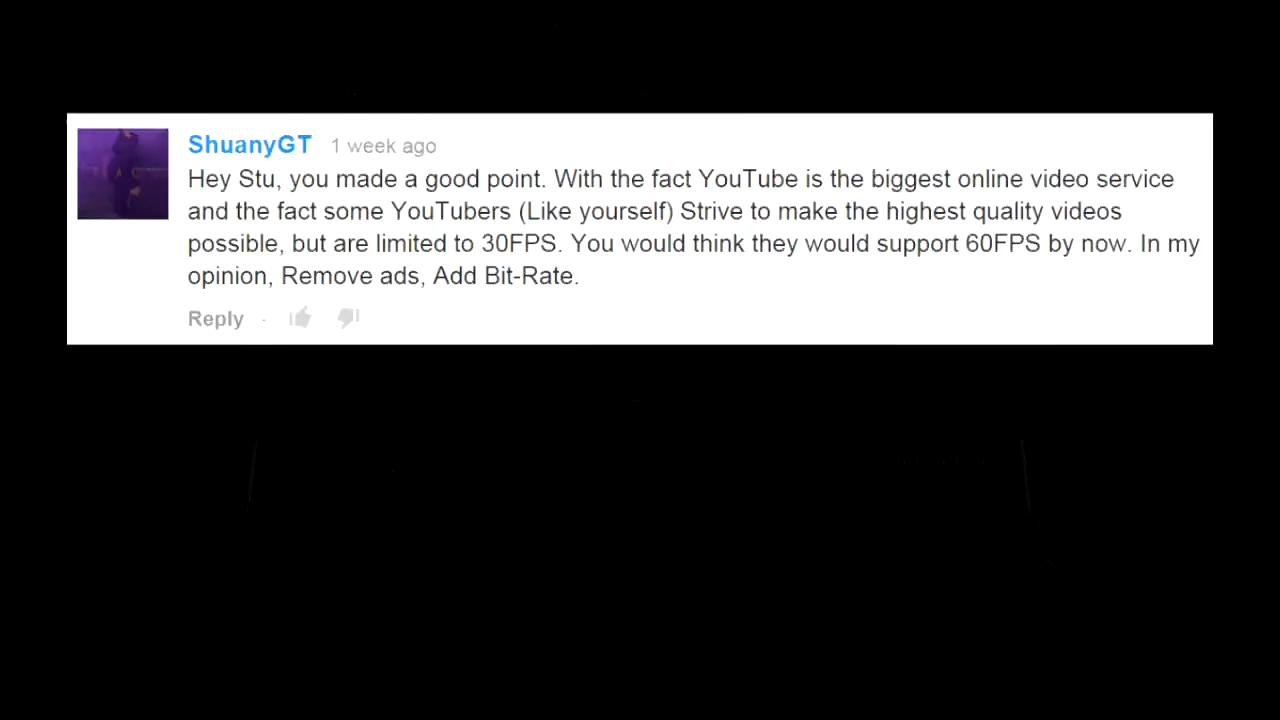 ShuanyGT 1 week ago
Hey Stu, you made a good point. With the fact YouTube is the biggest online video service
and the fact some YouTubers (Like yourself) Strive to make the highest quality videos
possible, but are limited to 30FPS. You would think they would support 60FPS by now. In my
opinion, Remove ads, Add Bit-Rate.
Reply ·